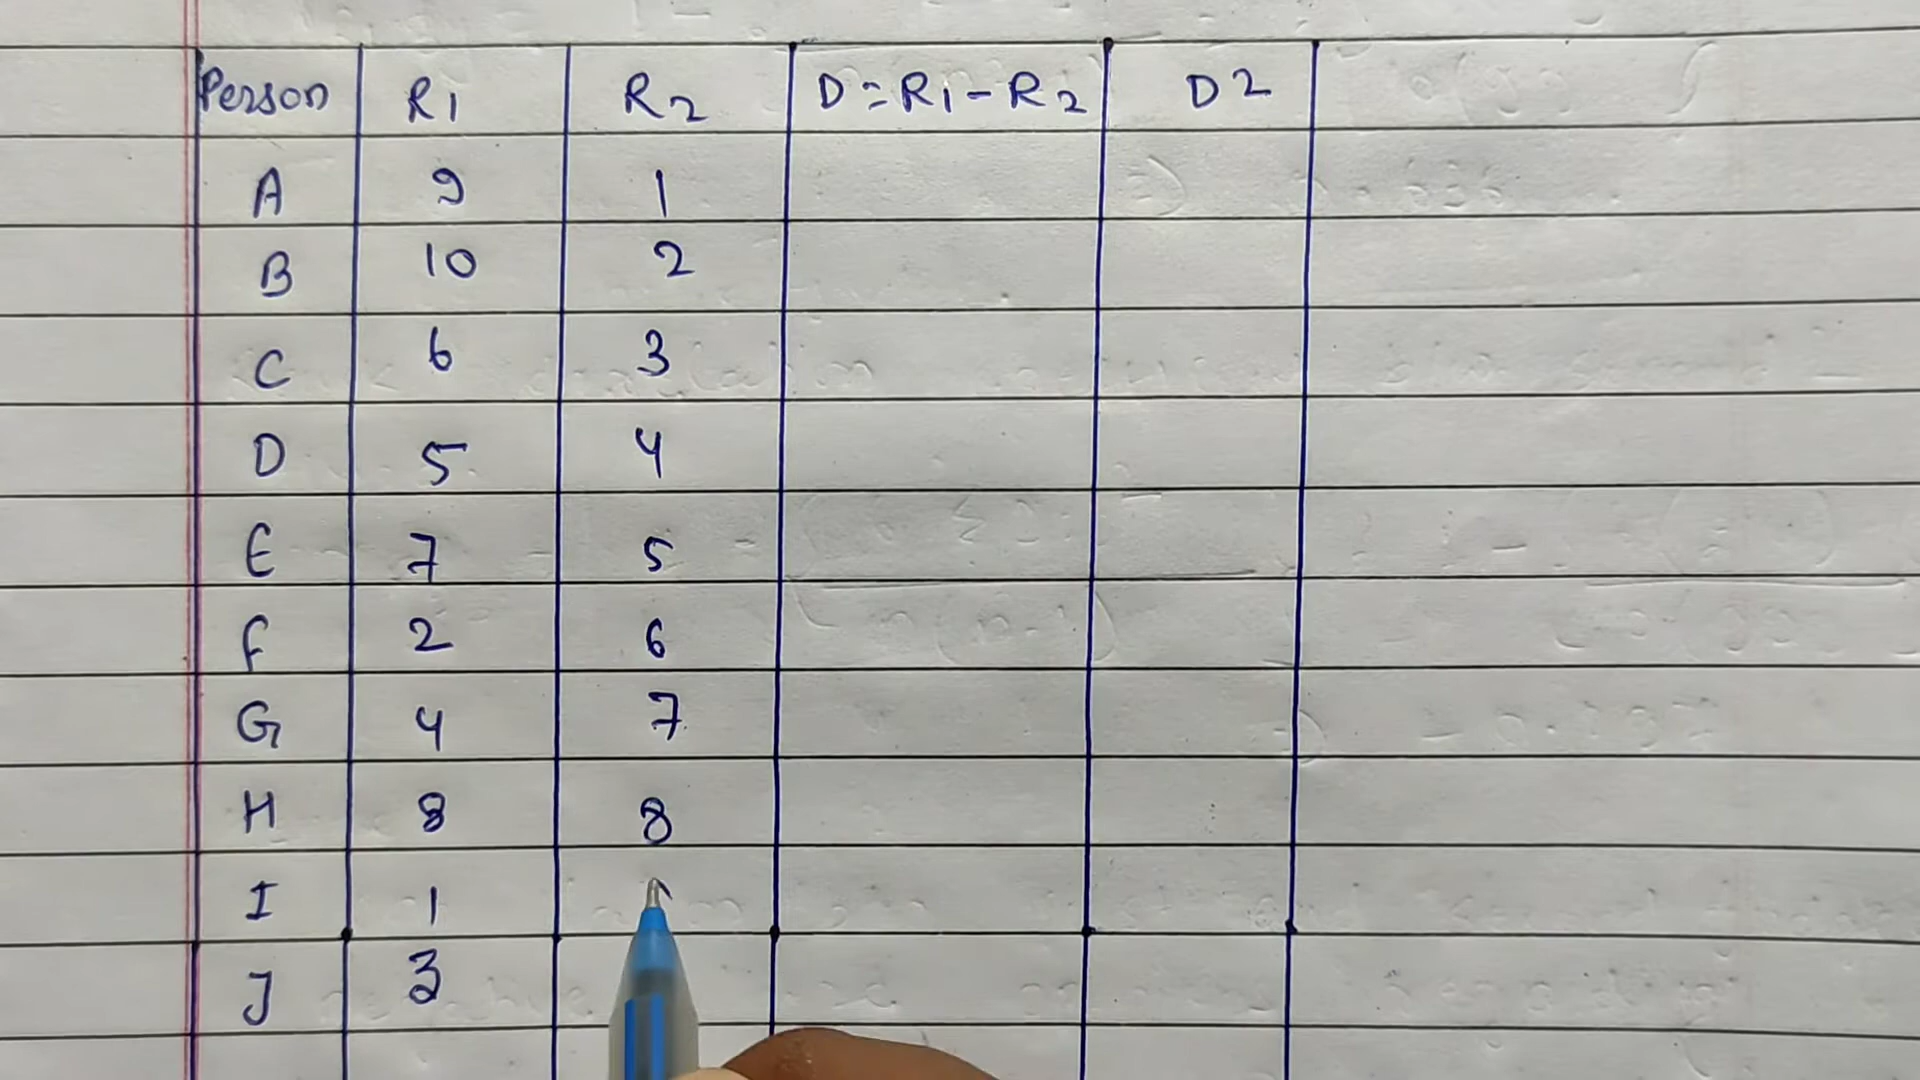 Person R1 R2 D=R1-R2 D2
A 9 1
B 10 2
C 6 3
D 5 4
E 7 5
F 2 6
G 4 7
H 8 8
I 1
J 3